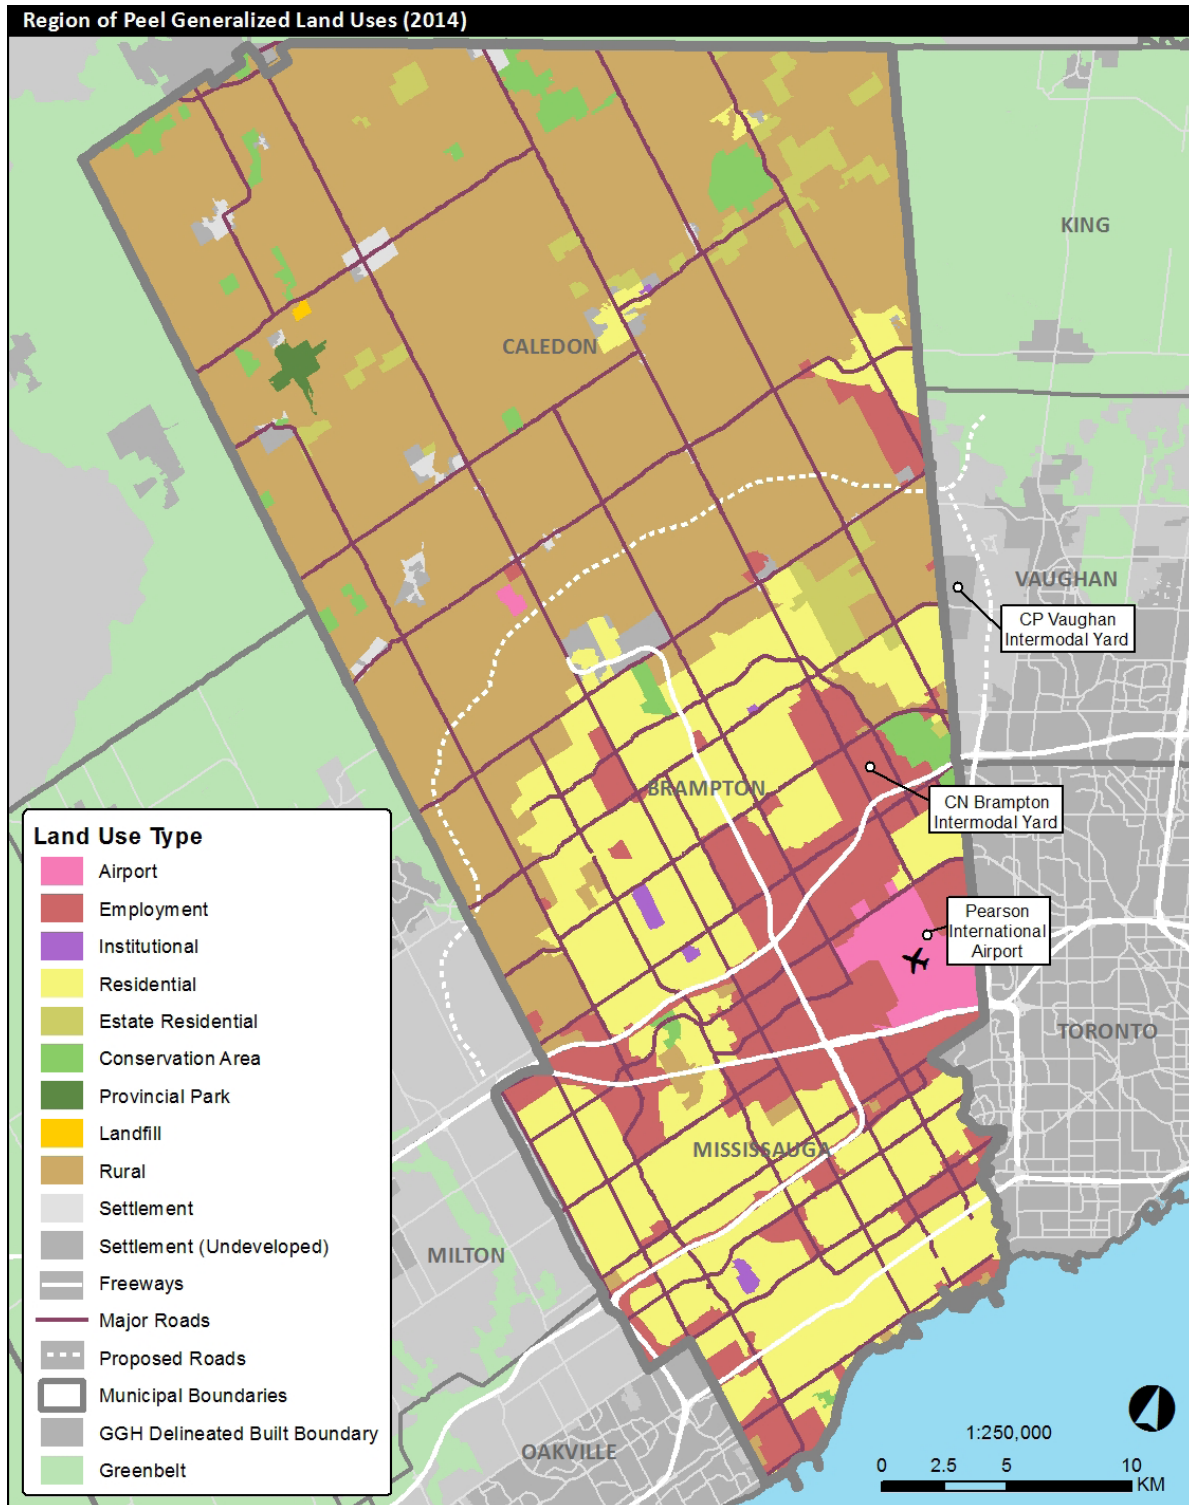 Region of Peel Generalized Land Uses (2014)
KING
CALEDON
VAUGHAN
CP Vaughan
Intermodal Yard
BRAMPTON
CN Brampton
Intermodal Yard
Pearson
International
Airport
TORONTO
MISSISSAUGA
MILTON
OAKVILLE
Land Use Type
Airport
Employment
Institutional
Residential
Estate Residential
Conservation Area
Provincial Park
Landfill
Rural
Settlement
Settlement (Undeveloped)
Freeways
Major Roads
Proposed Roads
Municipal Boundaries
GGH Delineated Built Boundary
Greenbelt
1:250,000
0 2.5 5 10
KM